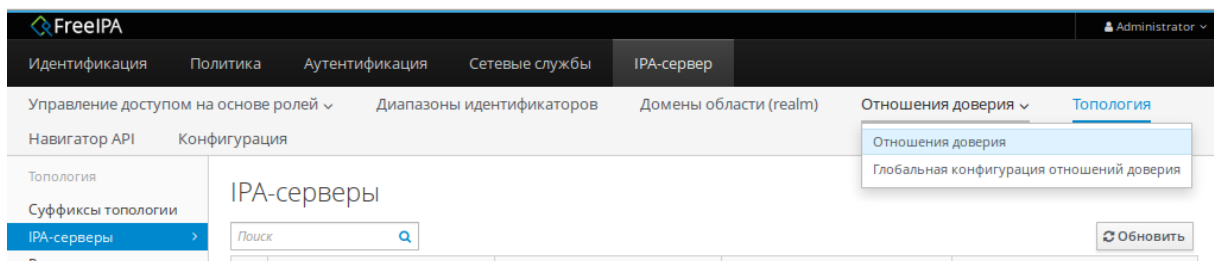 FreeIPA Administrator
Идентификация Политика Аутентификация Сетевые службы IPA-сервер
Управление доступом на основе ролей Диапазоны идентификаторов Домены области (realm) Отношения доверия Топология
Навигатор API Конфигурация
Отношения доверия
Глобальная конфигурация отношений доверия
Топология
Суффиксы топологии
IPA-серверы
IPA-серверы
Поиск
Обновить